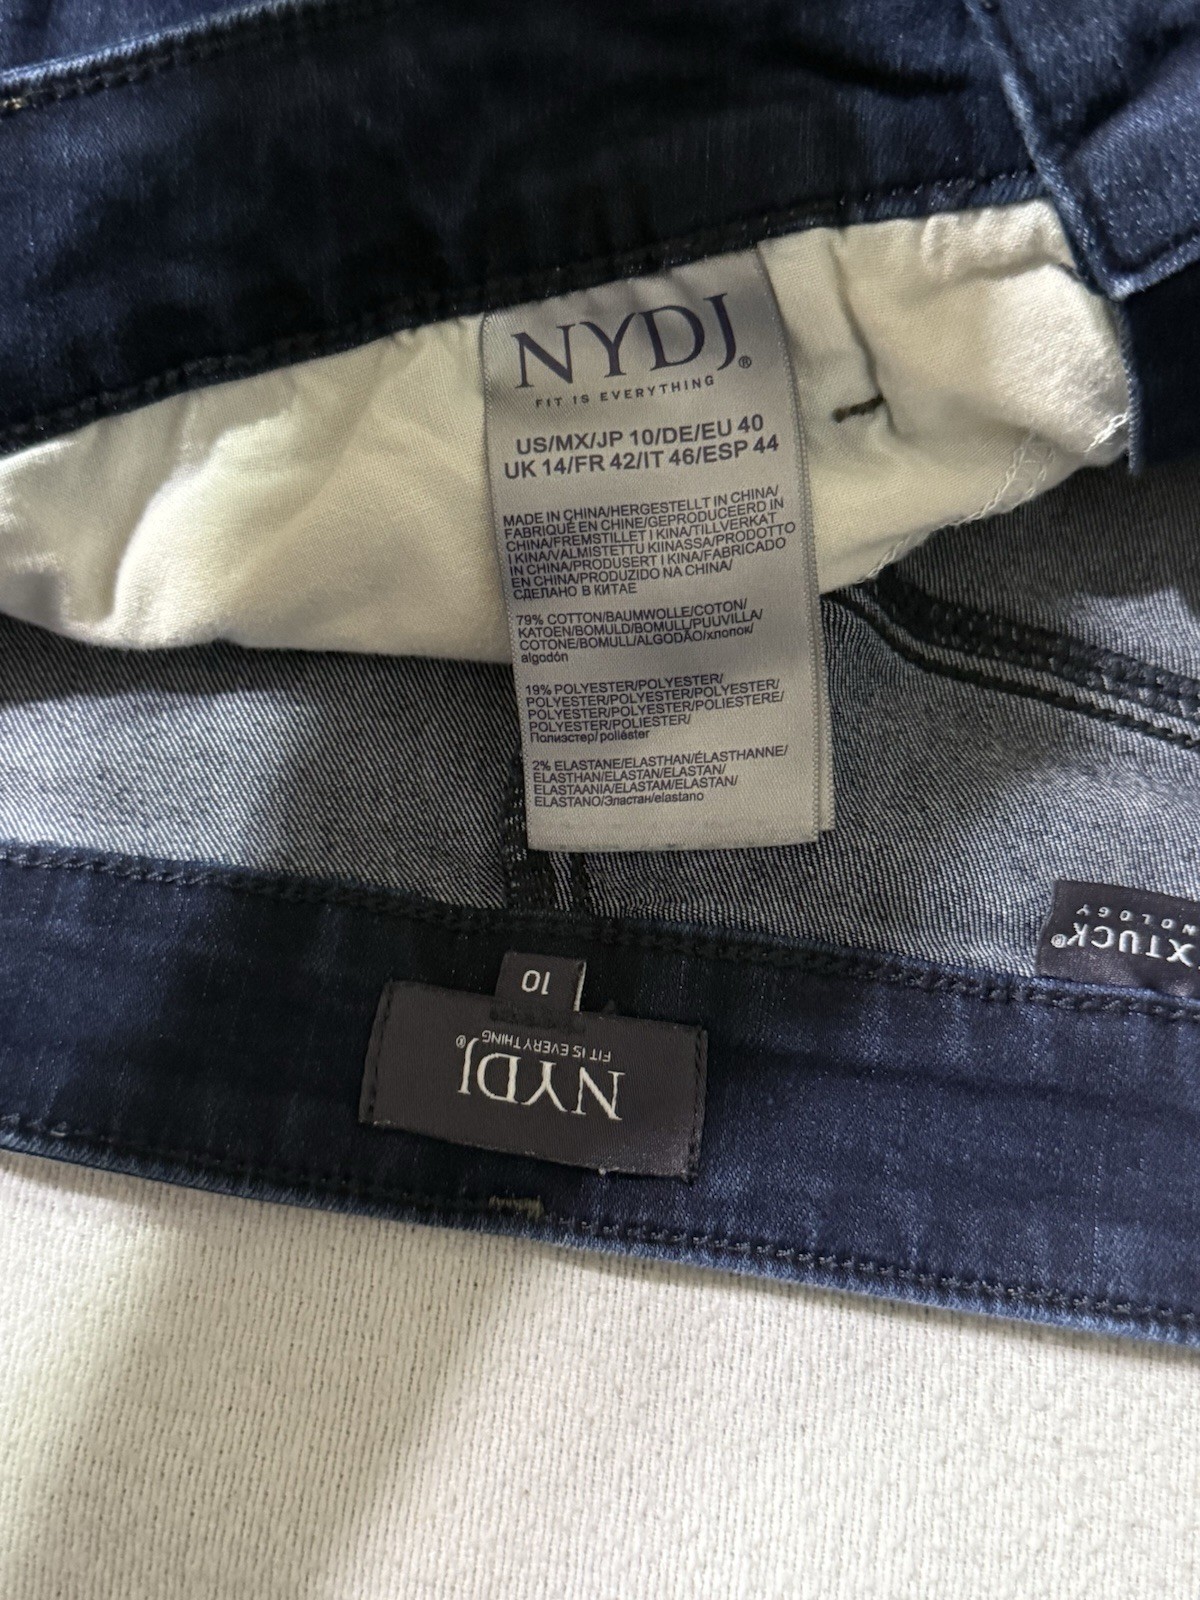 NYDJ®
FIT IS EVERYTHING
US/MX/JP 10/DE/EU 40
UK 14/FR 42/IT 46/ESP 44
MADE IN CHINA/HERGESTELLT IN CHINA/
FABRIQUÉ EN CHINE/GEPRODUCEERD IN
CHINA/FREMSTILLET I KINA/TILLVERKAT
I KINA/VALMISTETTU KIINASSA/PRODOTTO
IN CHINA/PRODUSERT I KINA/FABRICADO
EN CHINA/PRODUZIDO NA CHINA/
СДЕЛАНО В КИТАЕ
79% COTTON/BAUMWOLLE/COTON/
KATOEN/BOMULD/BOMULL/PUUVILLA/
COTONE/BOMULL/ALGODÃO/хлопок/
algodón
19% POLYESTER/POLYESTER/
POLYESTER/POLYESTER/POLYESTER/
POLYESTER/POLYESTER/POLIESTERE/
POLYESTER/POLIESTER/
Полиэстер/poliéster
2% ELASTANE/ELASTHAN/ÉLASTHANNE/
ELASTHAN/ELASTAN/ELASTAN/
ELASTAANIA/ELASTAM/ELASTAN/
ELASTANO/Эластан/elastano
XTUCK®
NOLOGY
10
NYDJ®
FIT IS EVERYTHING